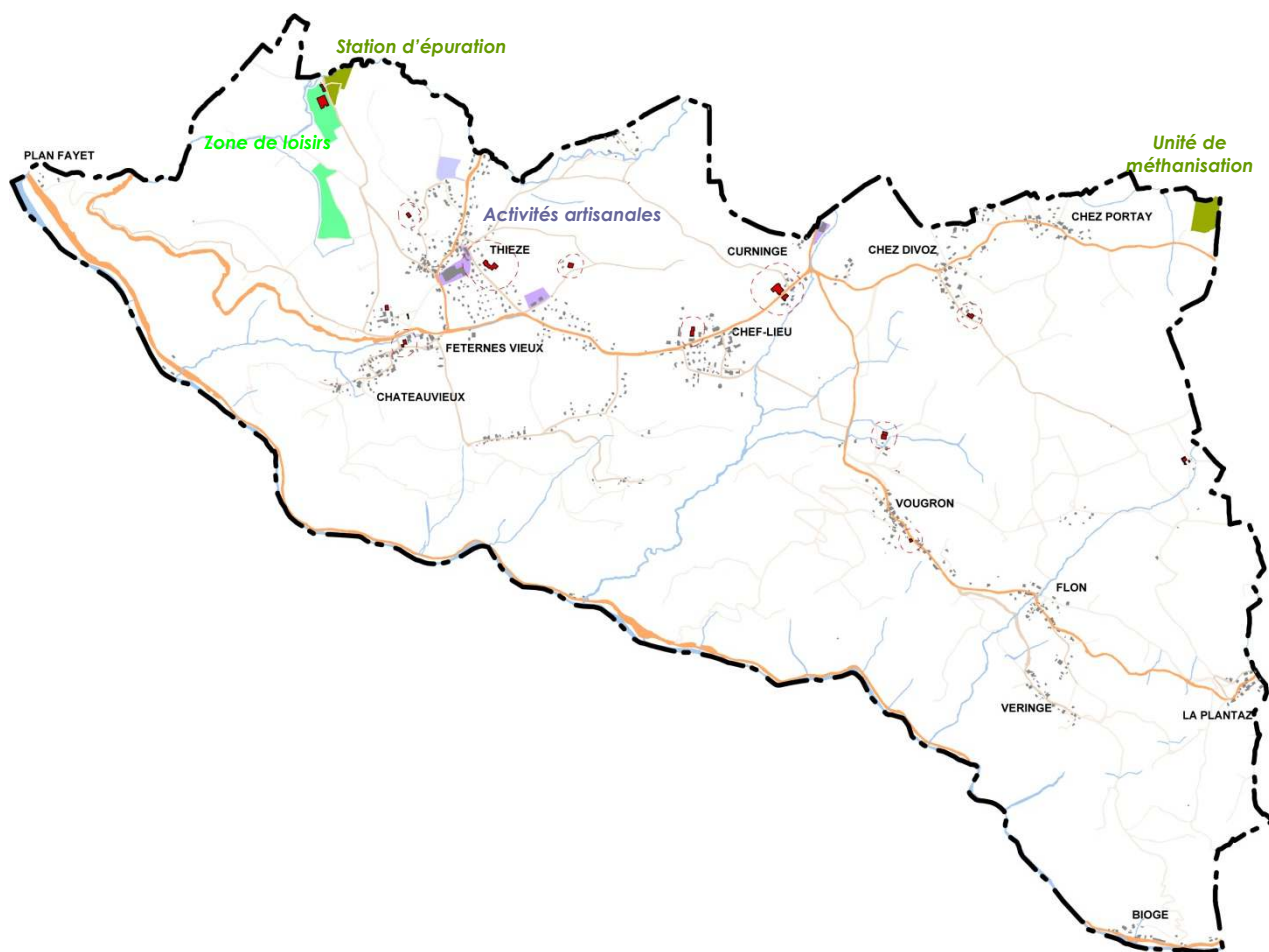 Station d'épuration
Zone de loisirs
Unité de
méthanisation
PLAN FAYET
Activités artisanales
CHEZ PORTAY
THIEZE
CURNINGE
CHEZ DIVOZ
CHEF-LIEU
FETERNES VIEUX
CHATEAUVIEUX
VOUGRON
FLON
VERINGE
LA PLANTAZ
BIOGE